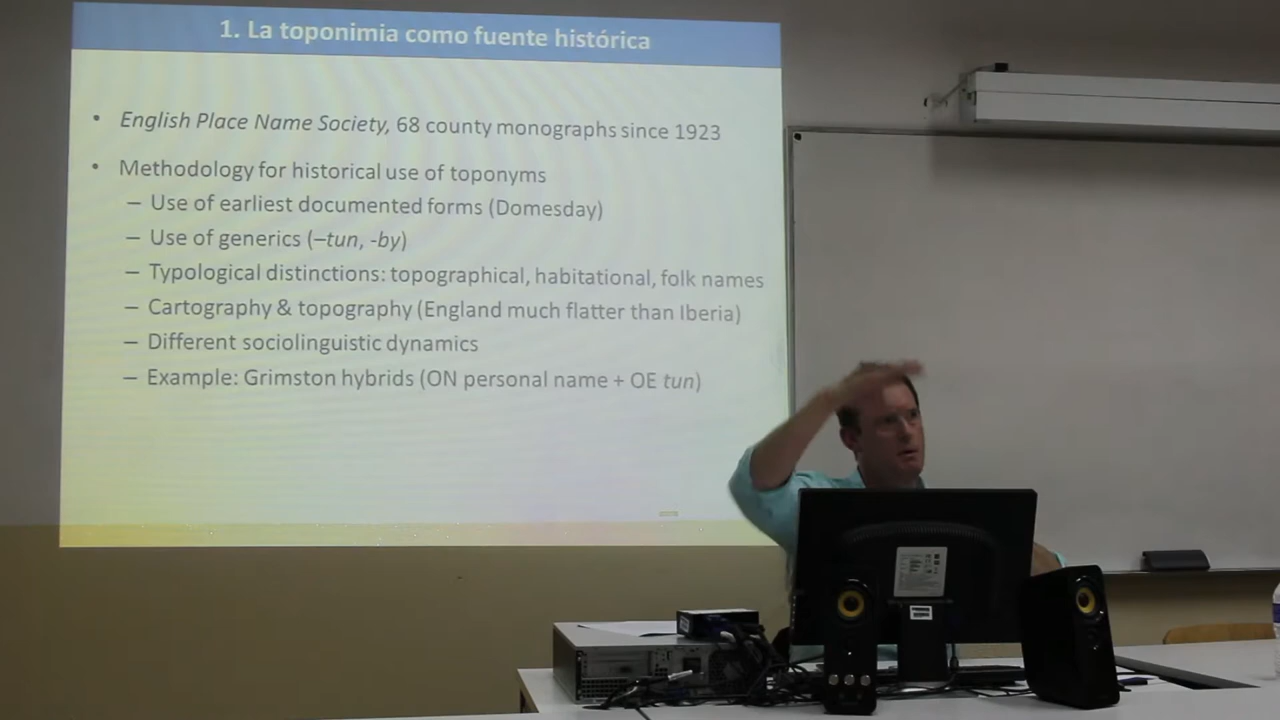 1. La toponimia como fuente histórica
• English Place Name Society, 68 county monographs since 1923
• Methodology for historical use of toponyms
– Use of earliest documented forms (Domesday)
– Use of generics (–tun, -by)
– Typological distinctions: topographical, habitational, folk names
– Cartography & topography (England much flatter than Iberia)
– Different sociolinguistic dynamics
– Example: Grimston hybrids (ON personal name + OE tun)